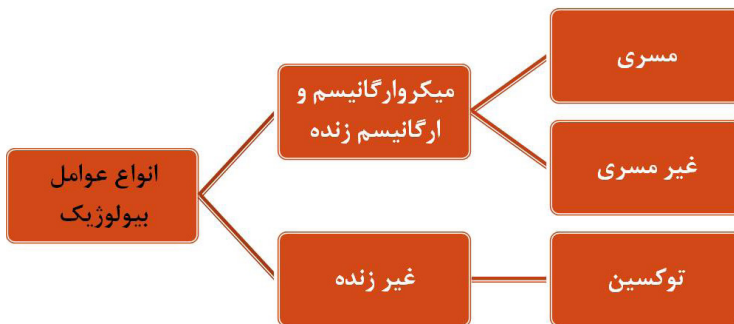 انواع عوامل
بیولوژیک
میکروارگانیسم و
ارگانیسم زنده
مسری
غیر مسری
غیر زنده
توکسین